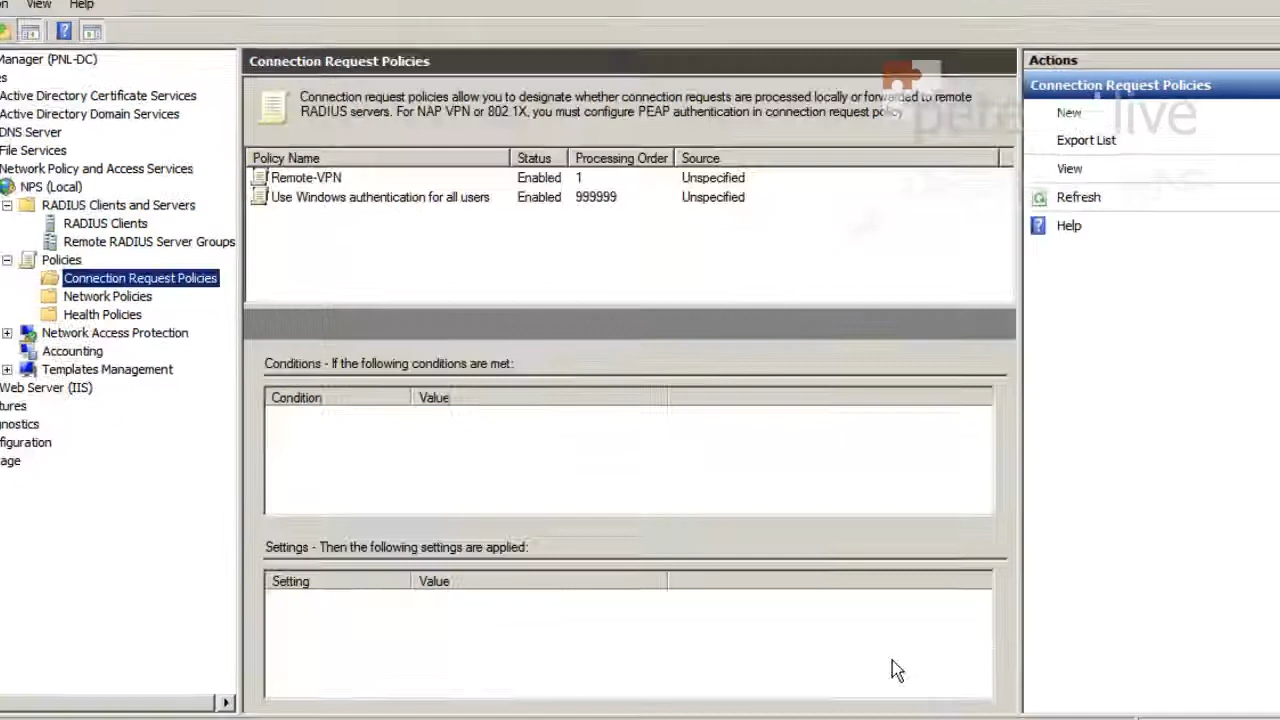 View Help
Manager (PNL-DC)
es
Active Directory Certificate Services
Active Directory Domain Services
DNS Server
File Services
Network Policy and Access Services
NPS (Local)
RADIUS Clients and Servers
RADIUS Clients
Remote RADIUS Server Groups
Policies
Connection Request Policies
Network Policies
Health Policies
Network Access Protection
Accounting
Templates Management
Web Server (IIS)
tures
gnostics
figuration
age
Connection Request Policies
Connection request policies allow you to designate whether connection requests are processed locally or forwarded to remote
RADIUS servers. For NAP VPN or 802.1X, you must configure PEAP authentication in connection request policy.
Policy Name Status Processing Order Source
Remote-VPN Enabled 1 Unspecified
Use Windows authentication for all users Enabled 999999 Unspecified
Conditions - If the following conditions are met:
Condition Value
Settings - Then the following settings are applied:
Setting Value
Actions
Connection Request Policies
New
Export List
View
Refresh
Help
live